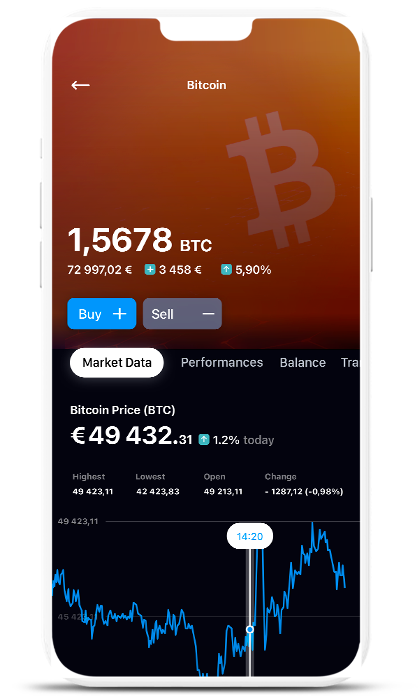 Bitcoin
1,5678 BTC
72 997,02 € + 3 458 € ↑ 5,90%
Buy + Sell −
Market Data Performances Balance Tra
Bitcoin Price (BTC)
€49 432.31 ↑ 1.2% today
Highest Lowest Open Change
49 423,11 42 423,83 49 213,11 - 1287,12 (-0,98%)
49 423,11
14:20
45 42